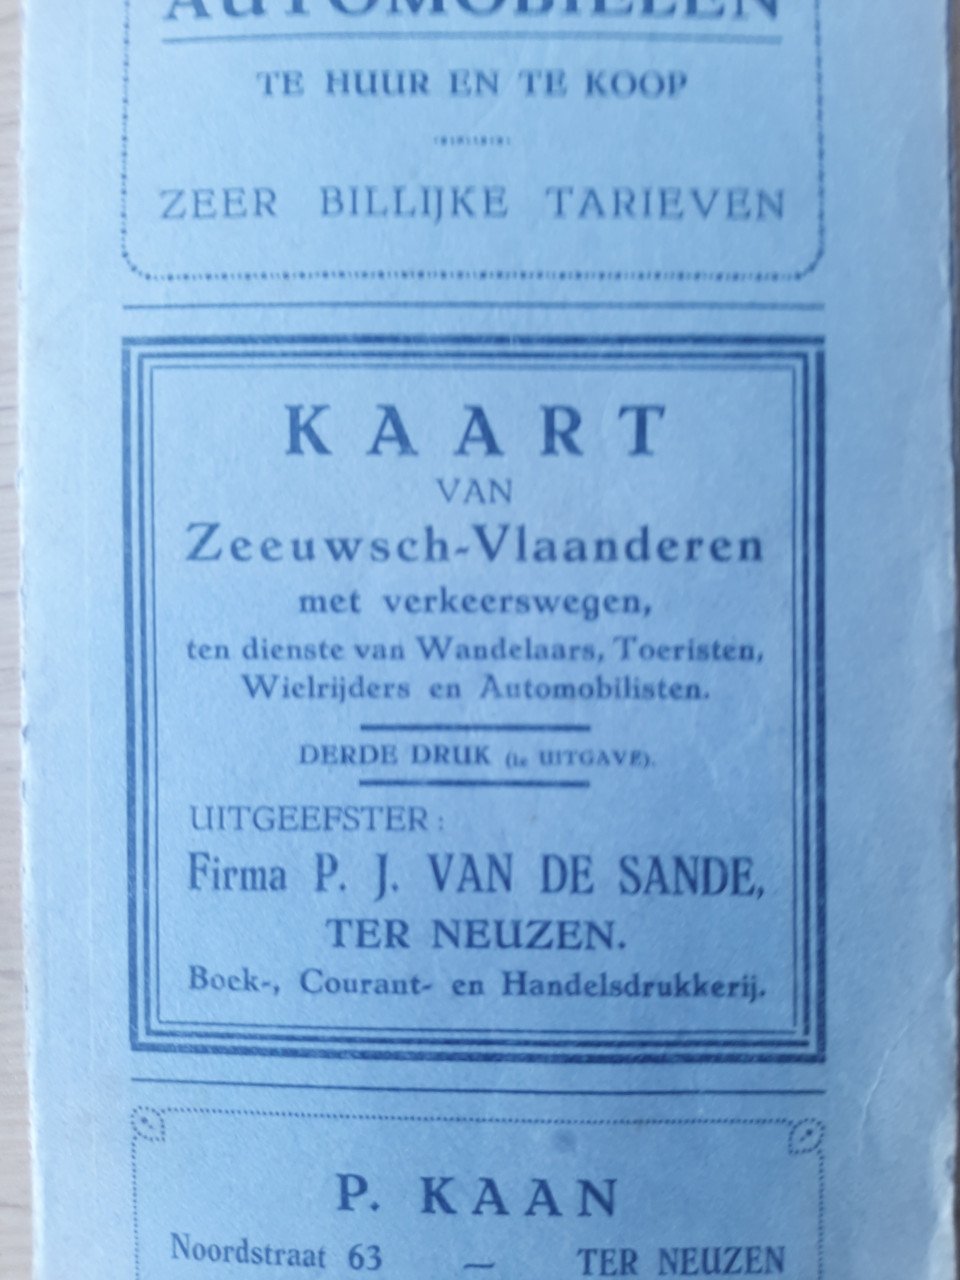 AUTOMOBIELEN
TE HUUR EN TE KOOP
ZEER BILLIJKE TARIEVEN
KAART
VAN
Zeeuwsch-Vlaanderen
met verkeerswegen,
ten dienste van Wandelaars, Toeristen,
Wielrijders en Automobilisten.
DERDE DRUK (1e UITGAVE).
UITGEEFSTER:
Firma P. J. VAN DE SANDE,
TER NEUZEN.
Boek-, Courant- en Handelsdrukkerij.
P. KAAN
Noordstraat 63 — TER NEUZEN